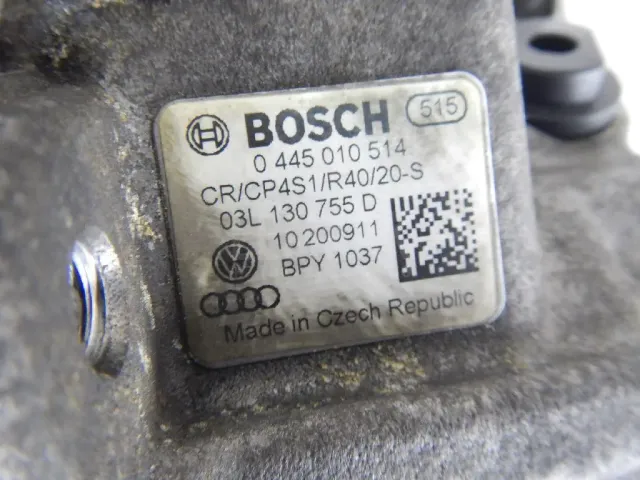 BOSCH 515
0 445 010 514
CR/CP4S1/R40/20-S
03L 130 755 D
10 200911
BPY 1037
Made in Czech Republic